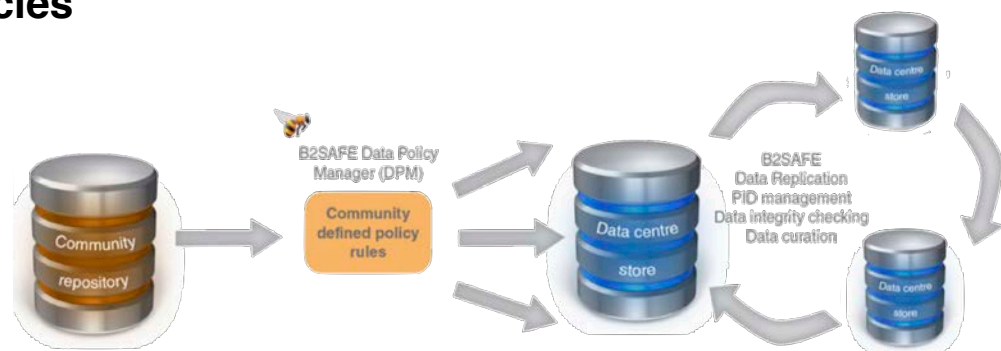 cies
B2SAFE Data Policy
Manager (DPM)
Community
defined policy
rules
Community
repository
Data centre
store
B2SAFE
Data Replication
PID management
Data integrity checking
Data curation
Data centre
store
Data centre
store